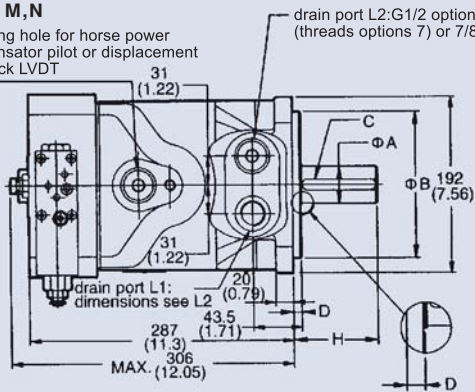 M,N
ng hole for horse power
nsator pilot or displacement
ck LVDT
drain port L2:G1/2 option
(threads options 7) or 7/8
31
(1.22)
C
ΦA
ΦB
192
(7.56)
31
(1.22)
drain port L1:
dimensions see L2
20
(0.79)
D
43.5
(1.71)
H
287
(11.3)
MAX. 306
(12.05)
D